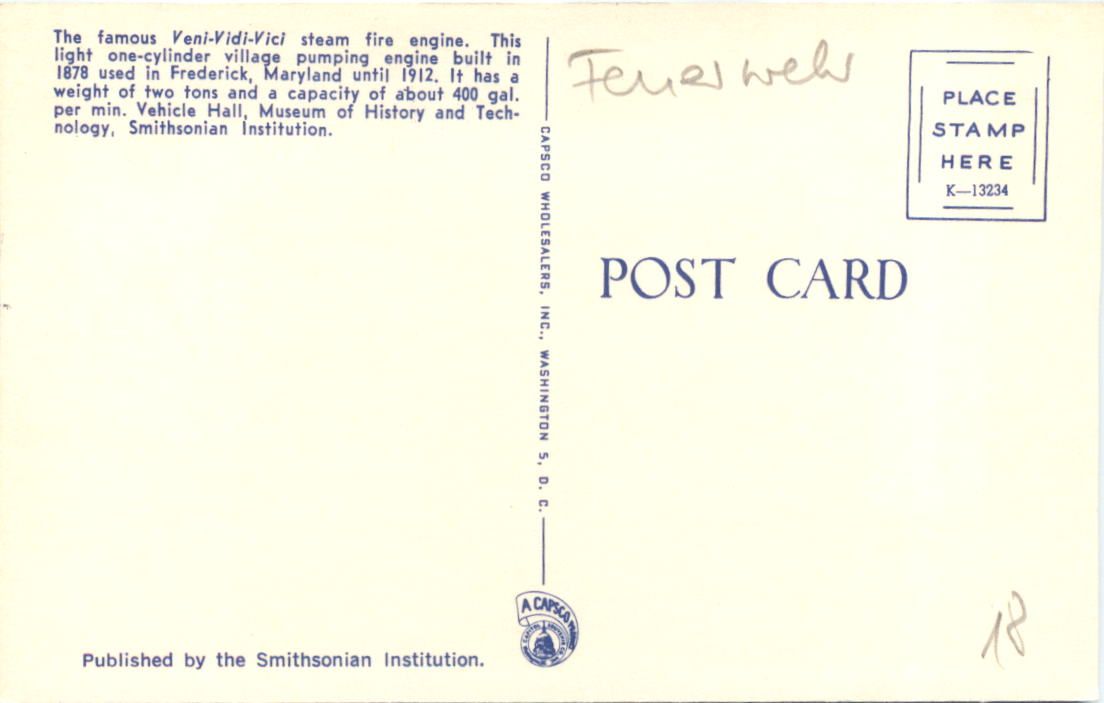 The famous Veni-Vidi-Vici steam fire engine. This
light one-cylinder village pumping engine built in
1878 used in Frederick, Maryland until 1912. It has a
weight of two tons and a capacity of about 400 gal.
per min. Vehicle Hall, Museum of History and Tech-
nology, Smithsonian Institution.
Published by the Smithsonian Institution.
CAPSCO WHOLESALERS, INC., WASHINGTON 5, D. C.
A CAPSCO
CAPITOL SOUVENIR CO.
Feuerwehr
PLACE
STAMP
HERE
K—13234
POST CARD
18